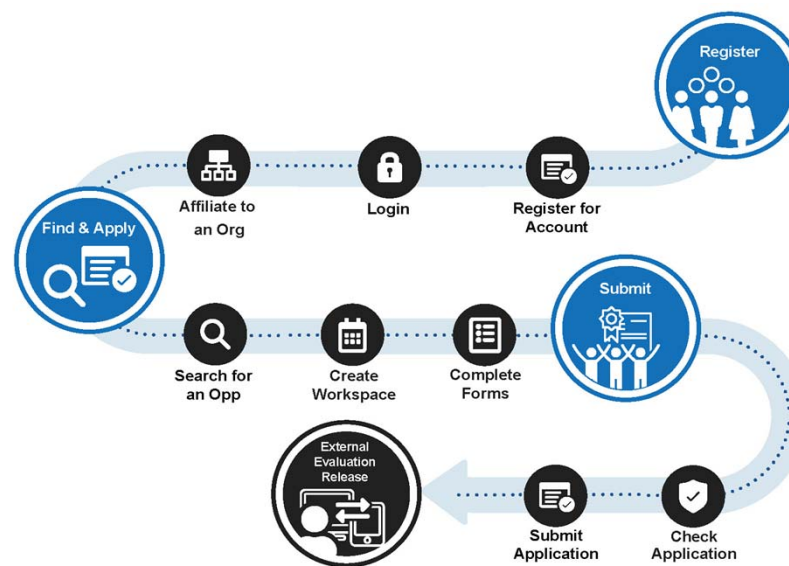 Register
Register for
Account
Login
Affiliate to
an Org
Find & Apply
Search for
an Opp
Create
Workspace
Complete
Forms
Submit
Check
Application
Submit
Application
External
Evaluation
Release